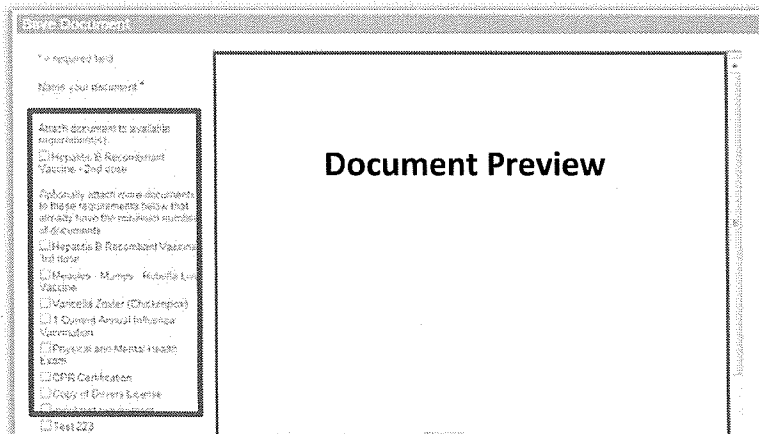 Save Document
* = required field
Name your document *
Attach document to available
requirement(s).
Hepatitis B Recombinant
Vaccine - 2nd dose
Optionally attach more documents
to these requirements below that
already have the minimum number
of documents
Hepatitis B Recombinant Vaccine
3rd dose
Measles - Mumps - Rubella Live
Vaccine
Varicella Zoster (Chickenpox)
1 Current Annual Influenza
Vaccination
Physical and Mental Health
Exam
CPR Certification
Copy of Drivers License
Test 223
Document Preview